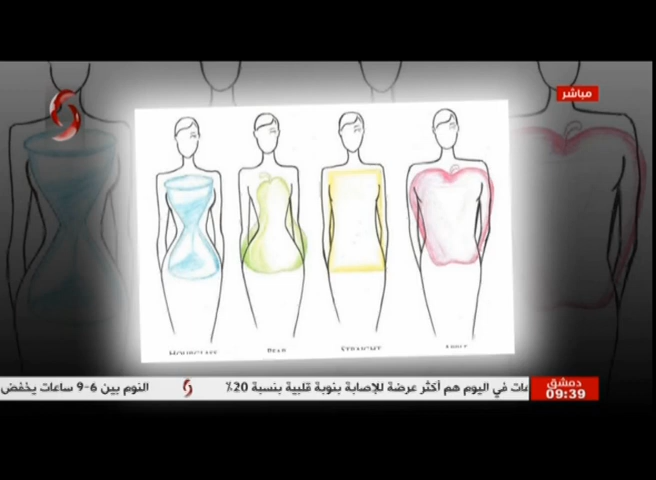 مباشر
HOURGLASS PEAR STRAIGHT APPLE
دمشق
09:39
عات في اليوم هم أكثر عرضة للإصابة بنوبة قلبية بنسبة 20% النوم بين 6-9 ساعات يخفض